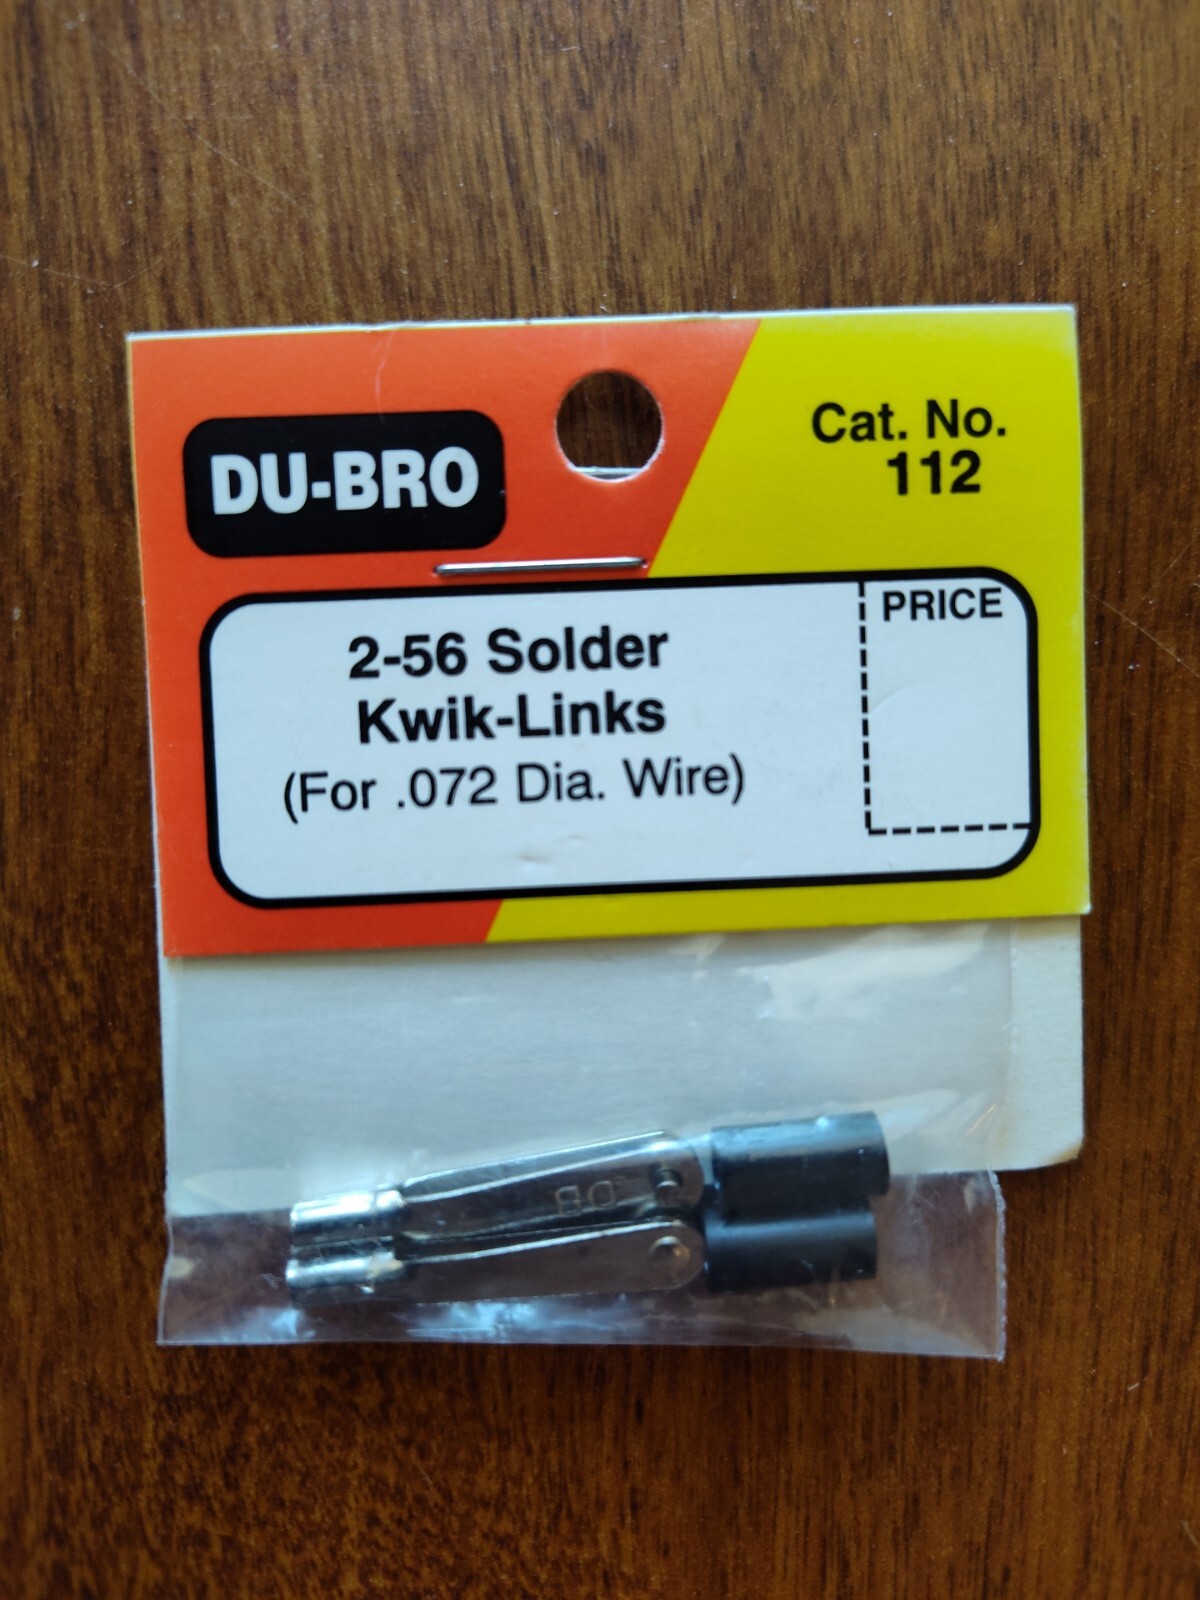 DU-BRO
Cat. No.
112
PRICE
2-56 Solder
Kwik-Links
(For .072 Dia. Wire)
DB